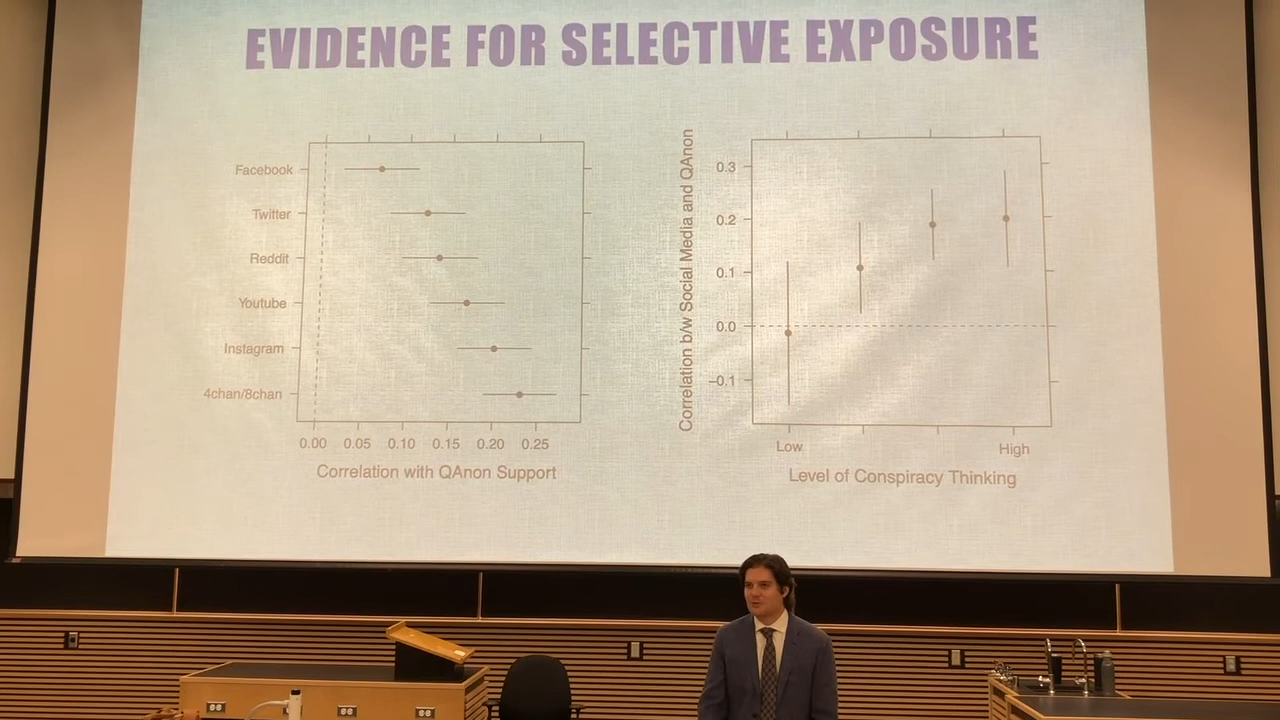 EVIDENCE FOR SELECTIVE EXPOSURE
Facebook
Twitter
Reddit
Youtube
Instagram
4chan/8chan
0.00 0.05 0.10 0.15 0.20 0.25
Correlation with QAnon Support
Correlation b/w Social Media and QAnon
0.3
0.2
0.1
0.0
−0.1
Low High
Level of Conspiracy Thinking